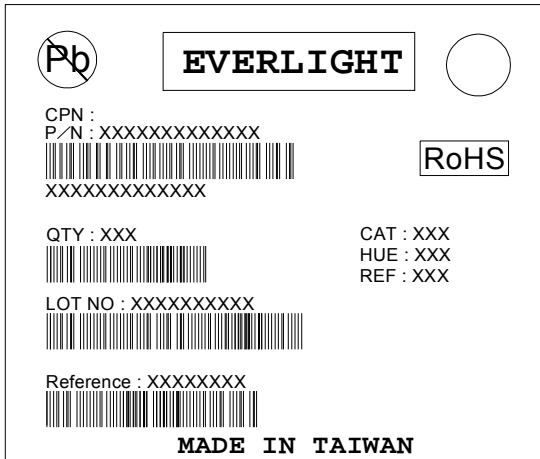 Pb
EVERLIGHT
CPN :
P/N : XXXXXXXXXXXXX
RoHS
XXXXXXXXXXXXX
QTY : XXX
CAT : XXX
HUE : XXX
REF : XXX
LOT NO : XXXXXXXXXX
Reference : XXXXXXXX
MADE IN TAIWAN